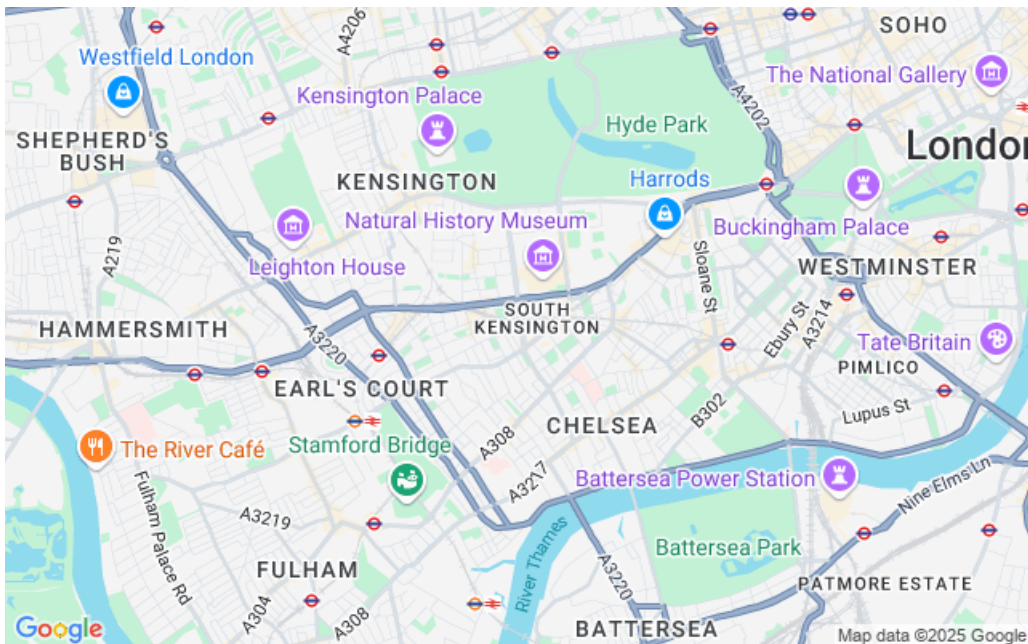 SOHO
A4206
Westfield London
The National Gallery
Kensington Palace
A4202
Hyde Park
SHEPHERD'S
BUSH
London
KENSINGTON
Harrods
Natural History Museum
Buckingham Palace
A219
Leighton House
Sloane St
WESTMINSTER
SOUTH
KENSINGTON
Ebury St
A3214
HAMMERSMITH
A3220
Tate Britain
PIMLICO
EARL'S COURT
Lupus St
B302
CHELSEA
A308
Stamford Bridge
The River Café
A3217
Battersea Power Station
Nine Elms Ln
Fulham Palace Rd
A3219
River Thames
A3220
Battersea Park
FULHAM
PATMORE ESTATE
A304
A308
BATTERSEA
Google
Map data ©2025 Google